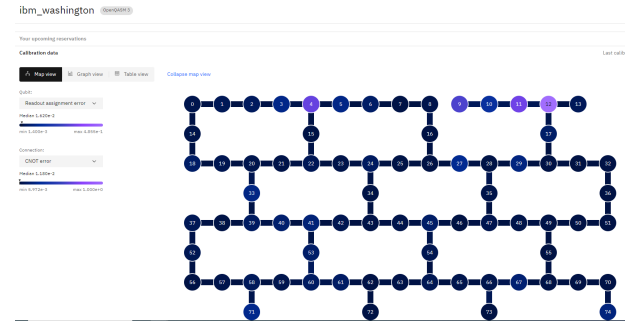 ibm_washington OpenQASM 3
Your upcoming reservations
Calibration data
Last calib
Map view Graph view Table view Collapse map view
Qubit:
Readout assignment error
Median 1.120e-2
Connection:
CNOT error
0 1 2 3 4 5 6 7 8 9 10 11 12 13
14 15 16 17
18 19 20 21 22 23 24 25 26 27 28 29 30 31 32
33 34 35 36
37 38 39 40 41 42 43 44 45 46 47 48 49 50 51
52 53 54 55
56 57 58 59 60 61 62 63 64 65 66 67 68 69 70
71 72 73 74